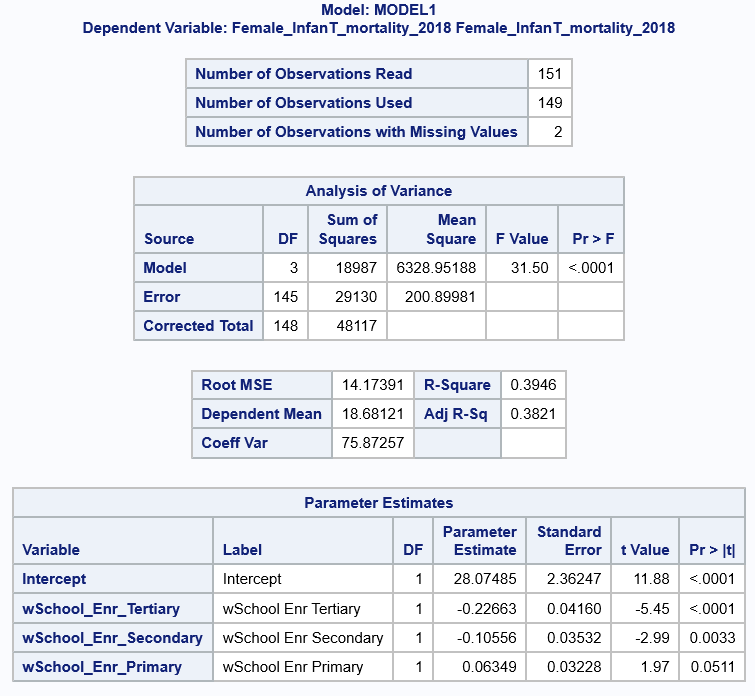 Model: MODEL1
Dependent Variable: Female_InfanT_mortality_2018 Female_InfanT_mortality_2018
Number of Observations Read 151
Number of Observations Used 149
Number of Observations with Missing Values 2
Analysis of Variance
Source DF Sum of Squares Mean Square F Value Pr > F
Model 3 18987 6328.95188 31.50 <.0001
Error 145 29130 200.89981
Corrected Total 148 48117
Root MSE 14.17391 R-Square 0.3946
Dependent Mean 18.68121 Adj R-Sq 0.3821
Coeff Var 75.87257
Parameter Estimates
Variable Label DF Parameter Estimate Standard Error t Value Pr > |t|
Intercept Intercept 1 28.07485 2.36247 11.88 <.0001
wSchool_Enr_Tertiary wSchool Enr Tertiary 1 -0.22663 0.04160 -5.45 <.0001
wSchool_Enr_Secondary wSchool Enr Secondary 1 -0.10556 0.03532 -2.99 0.0033
wSchool_Enr_Primary wSchool Enr Primary 1 0.06349 0.03228 1.97 0.0511